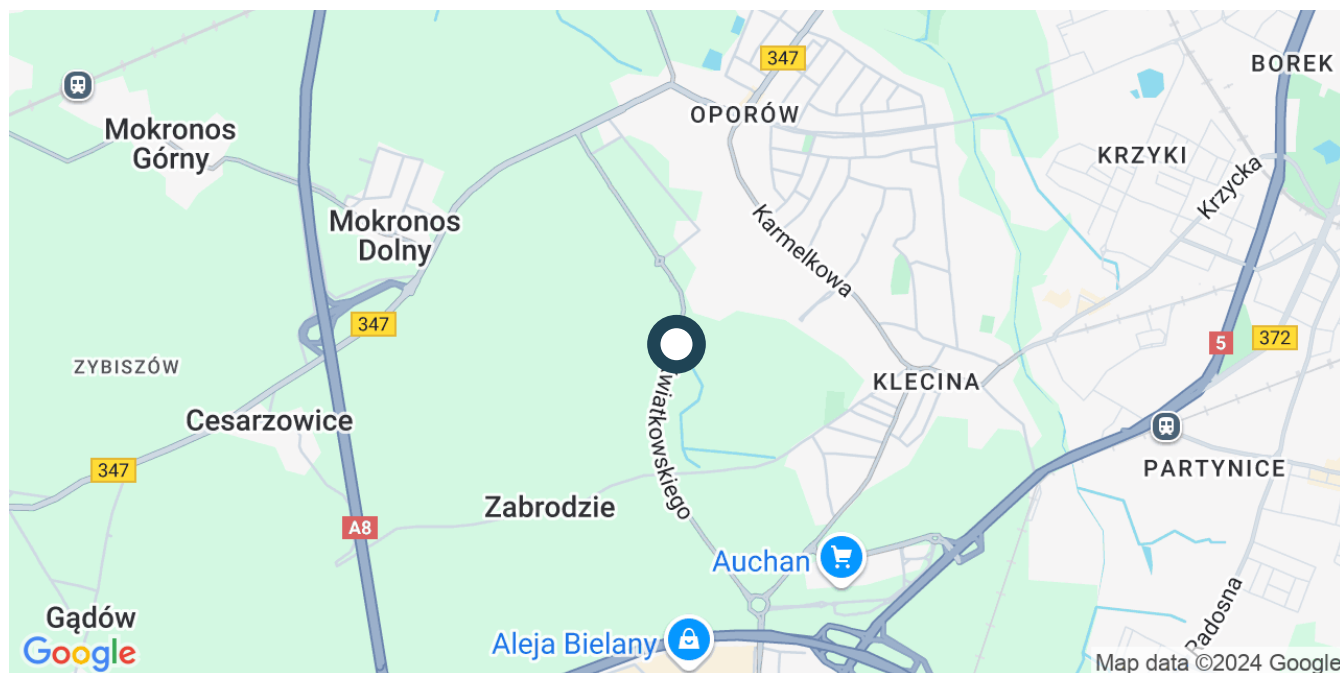 347
BOREK
OPORÓW
Mokronos
Górny
KRZYKI
Krzycka
Mokronos
Dolny
Karmelkowa
347
5
372
ZYBISZÓW
KLECINA
Cesarzowice
wiatkowskiego
347
PARTYNICE
Zabrodzie
A8
Auchan
Gądów
Radosna
Aleja Bielany
Google
Map data ©2024 Google